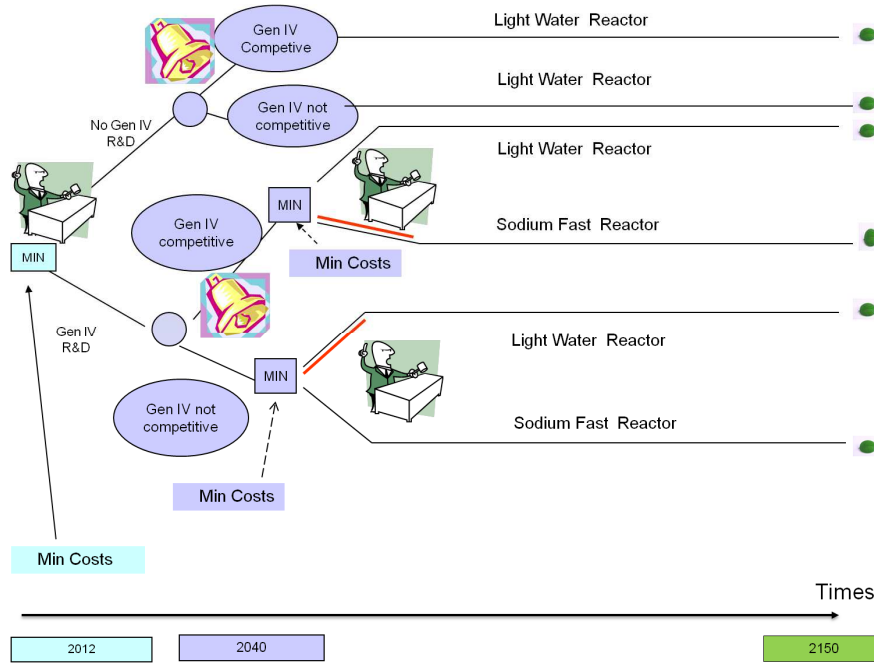 Gen IV
Competive
Light Water Reactor
Gen IV not
competitive
Light Water Reactor
No Gen IV
R&D
Light Water Reactor
MIN
Gen IV
competitive
Sodium Fast Reactor
MIN
Min Costs
Gen IV
R&D
Light Water Reactor
MIN
Gen IV not
competitive
Sodium Fast Reactor
Min Costs
Min Costs
Times
2012
2040
2150